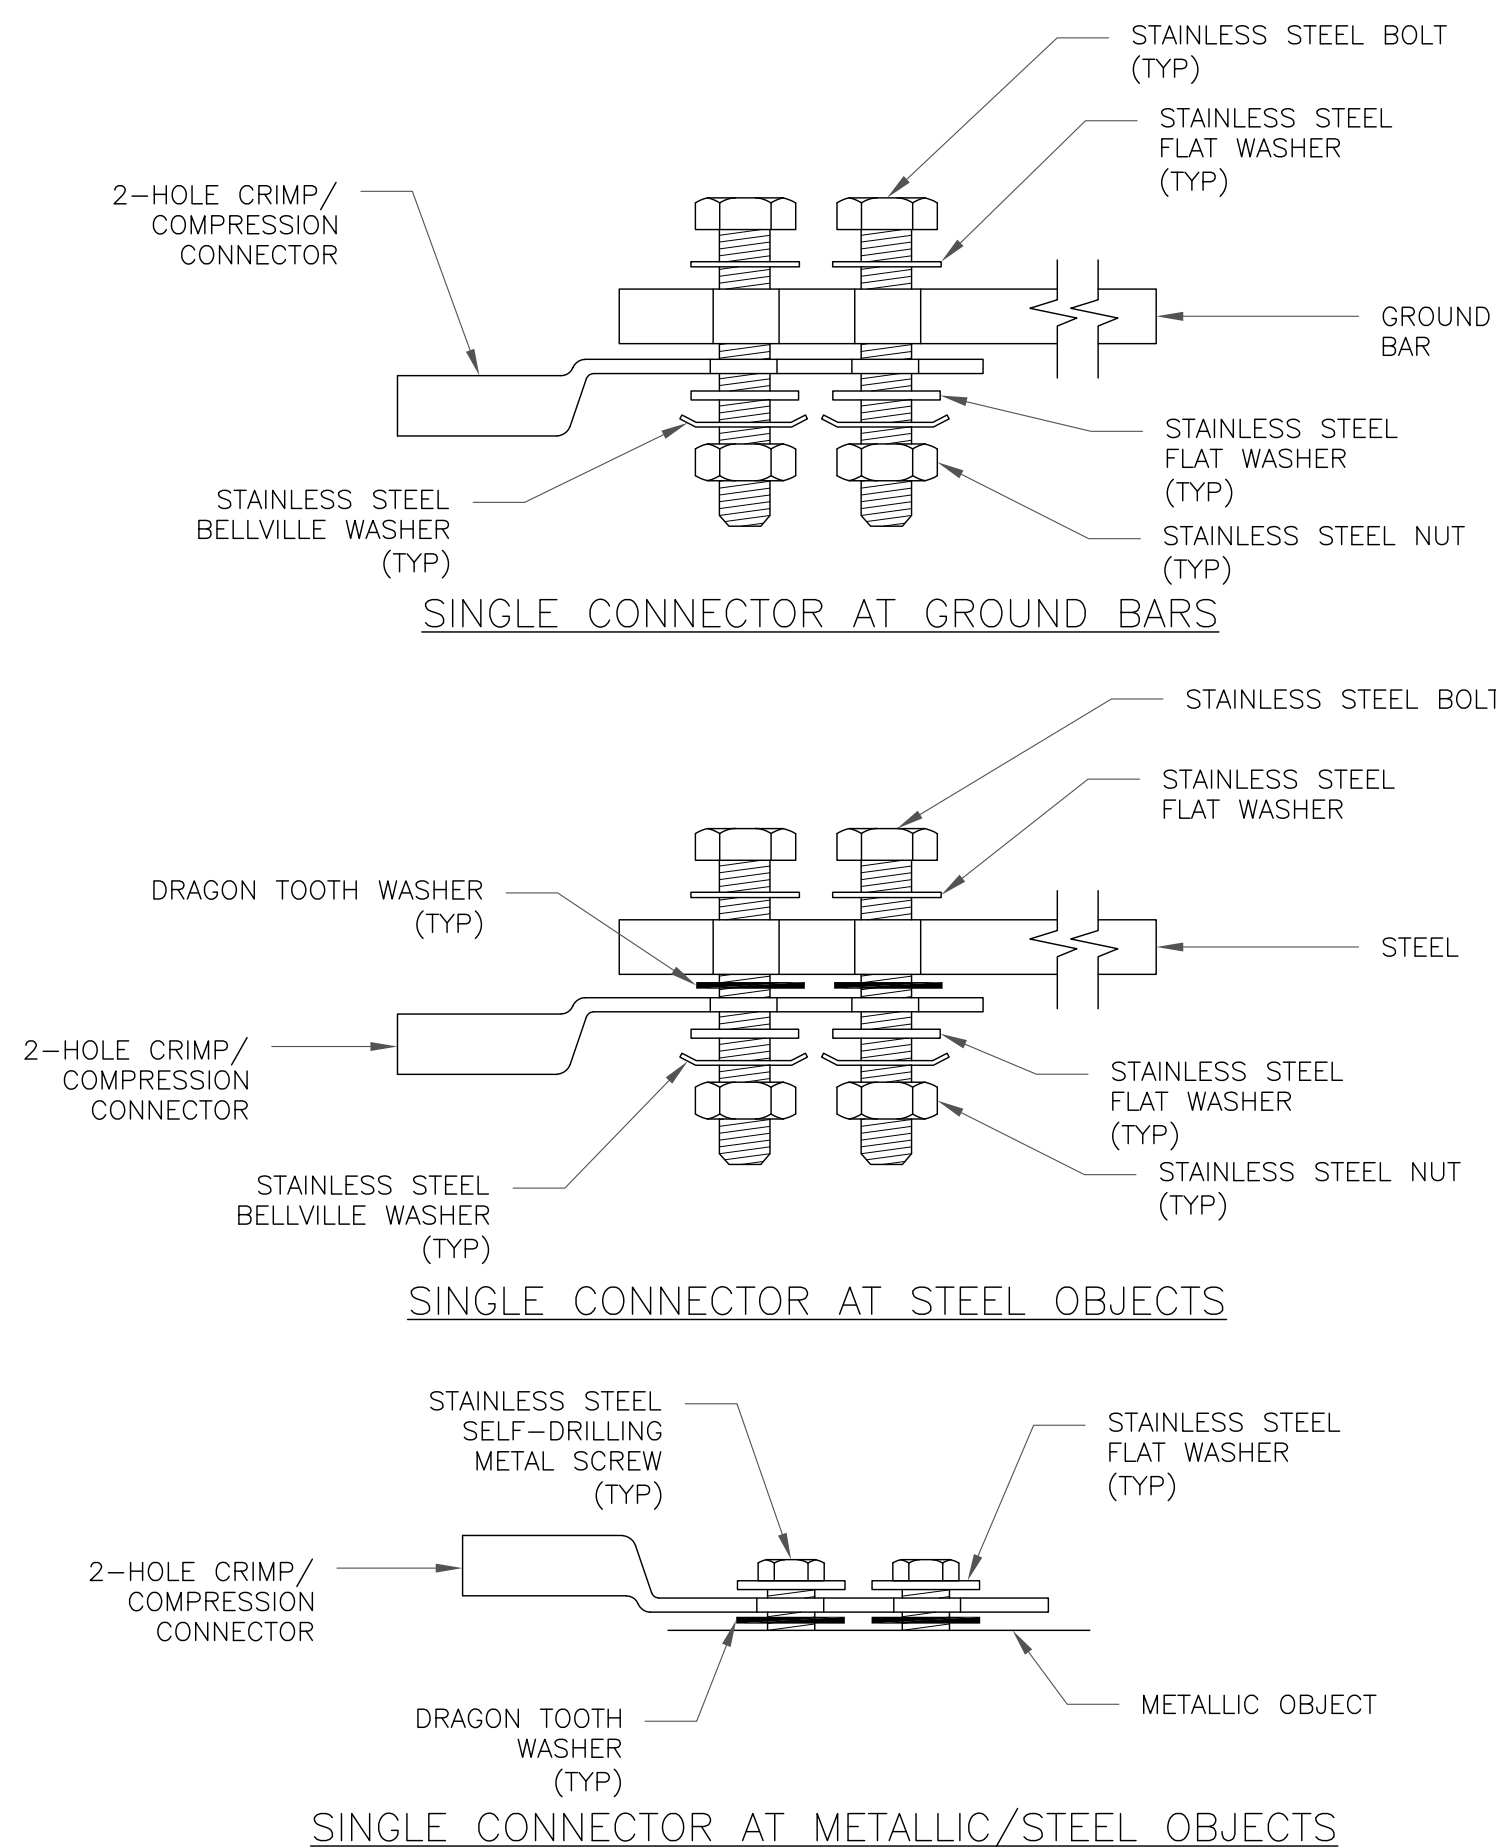 STAINLESS STEEL BOLT
(TYP)
STAINLESS STEEL
FLAT WASHER
(TYP)
2-HOLE CRIMP/
COMPRESSION
CONNECTOR
GROUND
BAR
STAINLESS STEEL
FLAT WASHER
(TYP)
STAINLESS STEEL
BELLVILLE WASHER
(TYP)
STAINLESS STEEL NUT
(TYP)
SINGLE CONNECTOR AT GROUND BARS
STAINLESS STEEL BOLT
STAINLESS STEEL
FLAT WASHER
DRAGON TOOTH WASHER
(TYP)
STEEL
2-HOLE CRIMP/
COMPRESSION
CONNECTOR
STAINLESS STEEL
FLAT WASHER
(TYP)
STAINLESS STEEL NUT
(TYP)
STAINLESS STEEL
BELLVILLE WASHER
(TYP)
SINGLE CONNECTOR AT STEEL OBJECTS
STAINLESS STEEL
SELF-DRILLING
METAL SCREW
(TYP)
STAINLESS STEEL
FLAT WASHER
(TYP)
2-HOLE CRIMP/
COMPRESSION
CONNECTOR
METALLIC OBJECT
DRAGON TOOTH
WASHER
(TYP)
SINGLE CONNECTOR AT METALLIC/STEEL OBJECTS